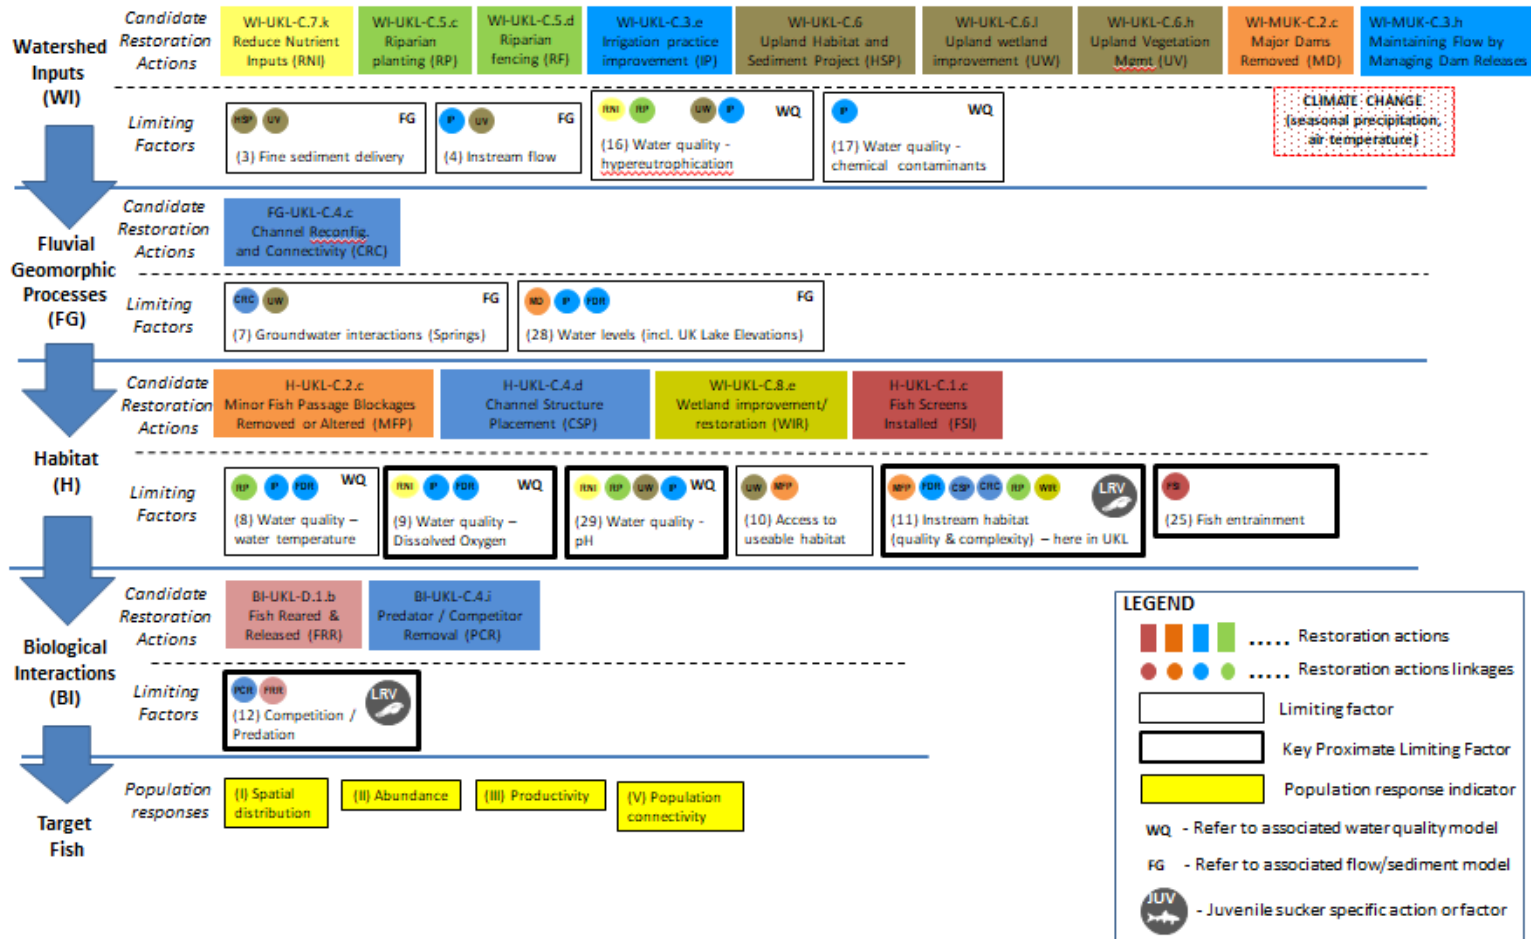 Watershed
Inputs
(WI)
Candidate
Restoration
Actions
WI-UKL-C.7.k
Reduce Nutrient
Inputs (RNI)
WI-UKL-C.5.c
Riparian
planting (RP)
WI-UKL-C.5.d
Riparian
fencing (RF)
WI-UKL-C.3.e
Irrigation practice
improvement (IP)
WI-UKL-C.6
Upland Habitat and
Sediment Project (HSP)
WI-UKL-C.6.l
Upland wetland
improvement (UW)
WI-UKL-C.6.h
Upland Vegetation
Mgmt (UV)
WI-MUK-C.2.c
Major Dams
Removed (MD)
WI-MUK-C.3.h
Maintaining Flow by
Managing Dam Releases
Limiting
Factors
HSP UV FG
(3) Fine sediment delivery
IP UV FG
(4) Instream flow
RNI RP UW IP WQ
(16) Water quality -
hypereutrophication
IP WQ
(17) Water quality -
chemical contaminants
CLIMATE CHANGE
(seasonal precipitation,
air temperature)
Fluvial
Geomorphic
Processes
(FG)
Candidate
Restoration
Actions
FG-UKL-C.4.c
Channel Reconfig.
and Connectivity (CRC)
Limiting
Factors
CRC UW FG
(7) Groundwater interactions (Springs)
MD IP FDR FG
(28) Water levels (incl. UK Lake Elevations)
Habitat
(H)
Candidate
Restoration
Actions
H-UKL-C.2.c
Minor Fish Passage Blockages
Removed or Altered (MFP)
H-UKL-C.4.d
Channel Structure
Placement (CSP)
WI-UKL-C.8.e
Wetland improvement/
restoration (WIR)
H-UKL-C.1.c
Fish Screens
Installed (FSI)
Limiting
Factors
RP IP FDR WQ
(8) Water quality –
water temperature
RNI IP FDR WQ
(9) Water quality –
Dissolved Oxygen
RNI RP UW IP WQ
(29) Water quality -
pH
UW MFP
(10) Access to
useable habitat
MFP FDR CSP CRC RP WIR LRV
(11) Instream habitat
(quality & complexity) – here in UKL
FSI
(25) Fish entrainment
Biological
Interactions
(BI)
Candidate
Restoration
Actions
BI-UKL-D.1.b
Fish Reared &
Released (FRR)
BI-UKL-C.4.i
Predator / Competitor
Removal (PCR)
Limiting
Factors
PCR FRR LRV
(12) Competition /
Predation
Target
Fish
Population
responses
(I) Spatial
distribution
(II) Abundance
(III) Productivity
(V) Population
connectivity
LEGEND
..... Restoration actions
..... Restoration actions linkages
Limiting factor
Key Proximate Limiting Factor
Population response indicator
WQ - Refer to associated water quality model
FG - Refer to associated flow/sediment model
JUV - Juvenile sucker specific action or factor